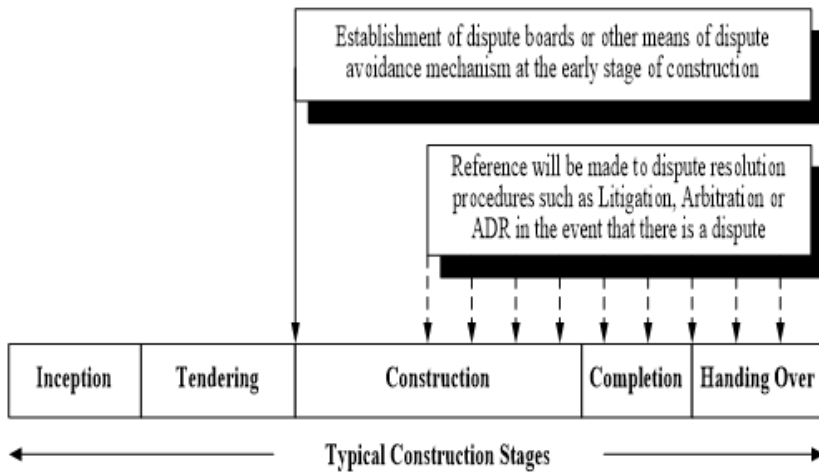 Establishment of dispute boards or other means of dispute
avoidance mechanism at the early stage of construction
Reference will be made to dispute resolution
procedures such as Litigation, Arbitration or
ADR in the event that there is a dispute
Inception Tendering Construction Completion Handing Over
Typical Construction Stages